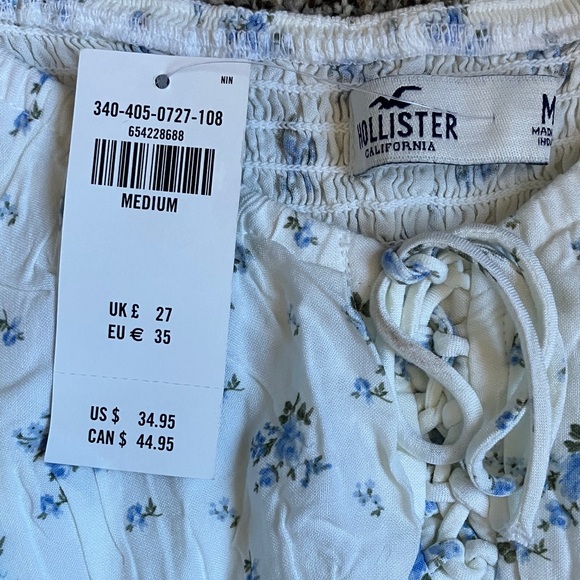 NIN
340-405-0727-108
654228688
MEDIUM
UK £ 27
EU € 35
US $ 34.95
CAN $ 44.95
HOLLISTER
CALIFORNIA
M
MADE